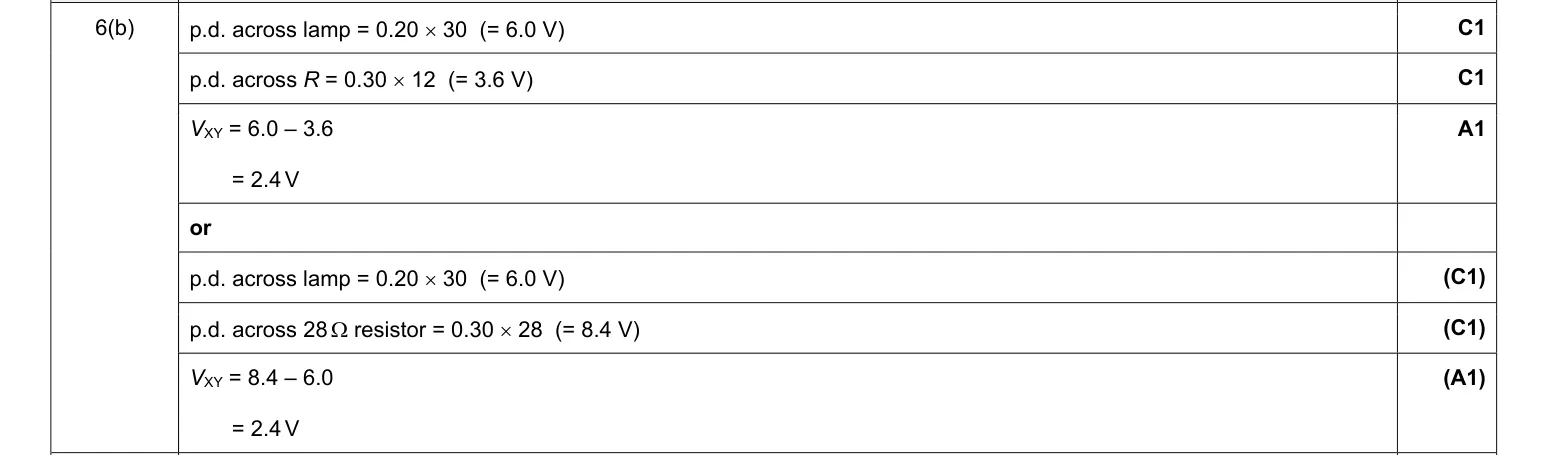 6(b) p.d. across lamp = 0.20 × 30 (= 6.0 V) C1
p.d. across R = 0.30 × 12 (= 3.6 V) C1
VXY = 6.0 – 3.6 A1
= 2.4 V
or
p.d. across lamp = 0.20 × 30 (= 6.0 V) (C1)
p.d. across 28 Ω resistor = 0.30 × 28 (= 8.4 V) (C1)
VXY = 8.4 – 6.0 (A1)
= 2.4 V